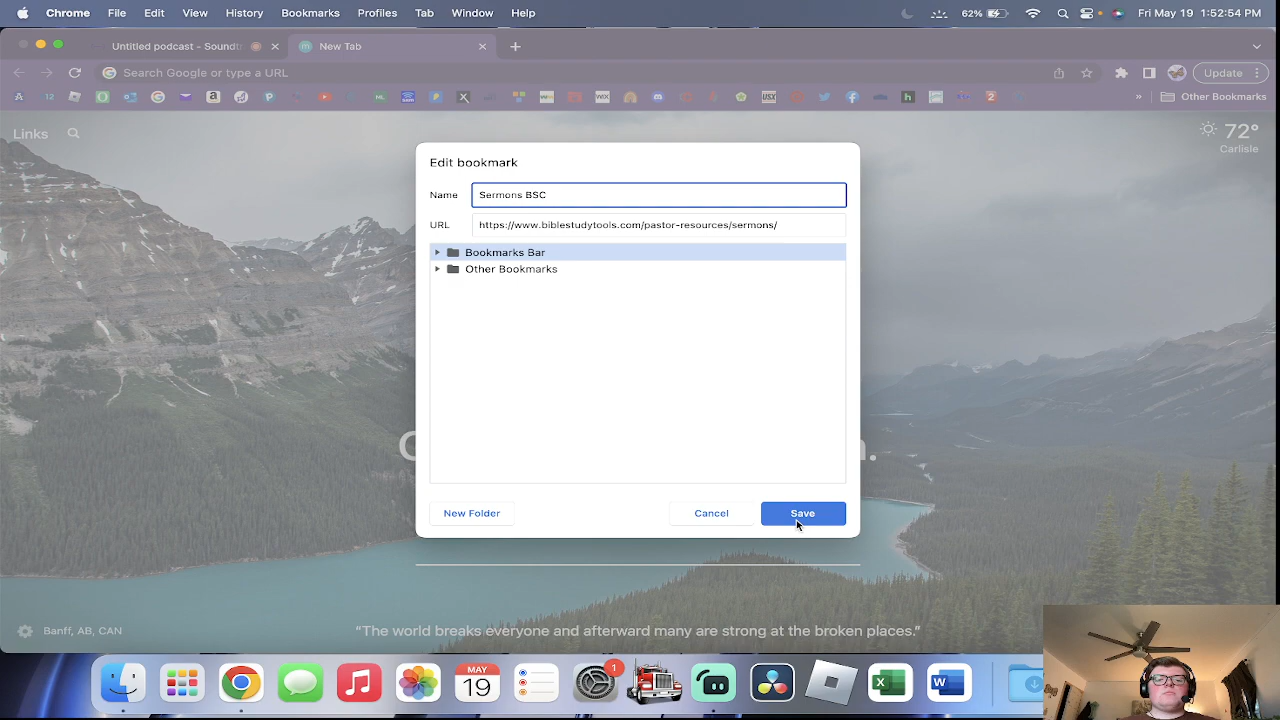 Chrome File Edit View History Bookmarks Profiles Tab Window Help 62% Fri May 19 1:52:54 PM
Untitled podcast - Soundt New Tab
Search Google or type a URL Update
12 Other Bookmarks
Links 72°
Carlisle
Edit bookmark
Name Sermons BSC
URL https://www.biblestudytools.com/pastor-resources/sermons/
Bookmarks Bar
Other Bookmarks
New Folder Cancel Save
Banff, AB, CAN “The world breaks everyone and afterward many are strong at the broken places.”
MAY
19
1